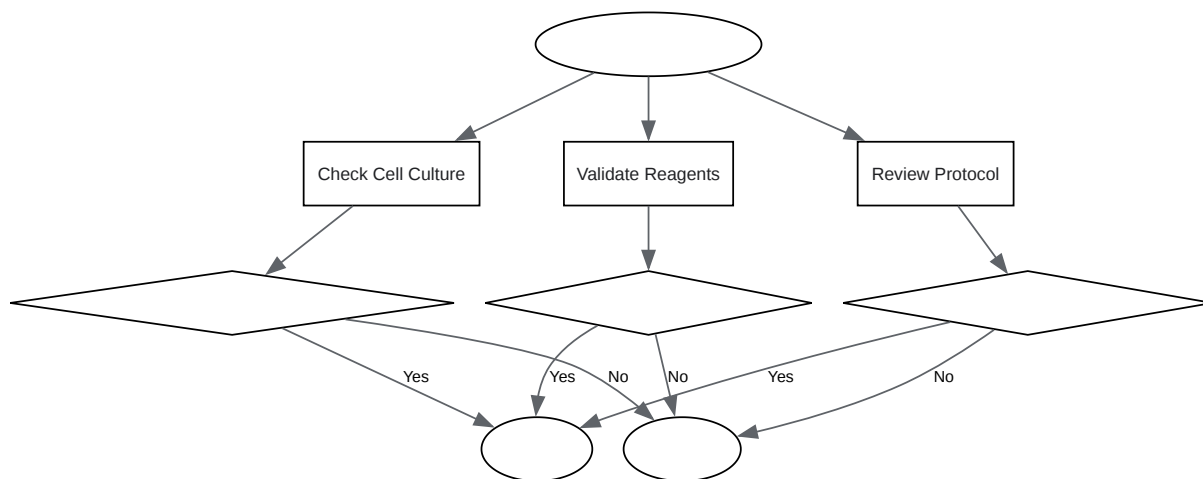 Check Cell Culture
Validate Reagents
Review Protocol
Yes
Yes
No
No
Yes
No